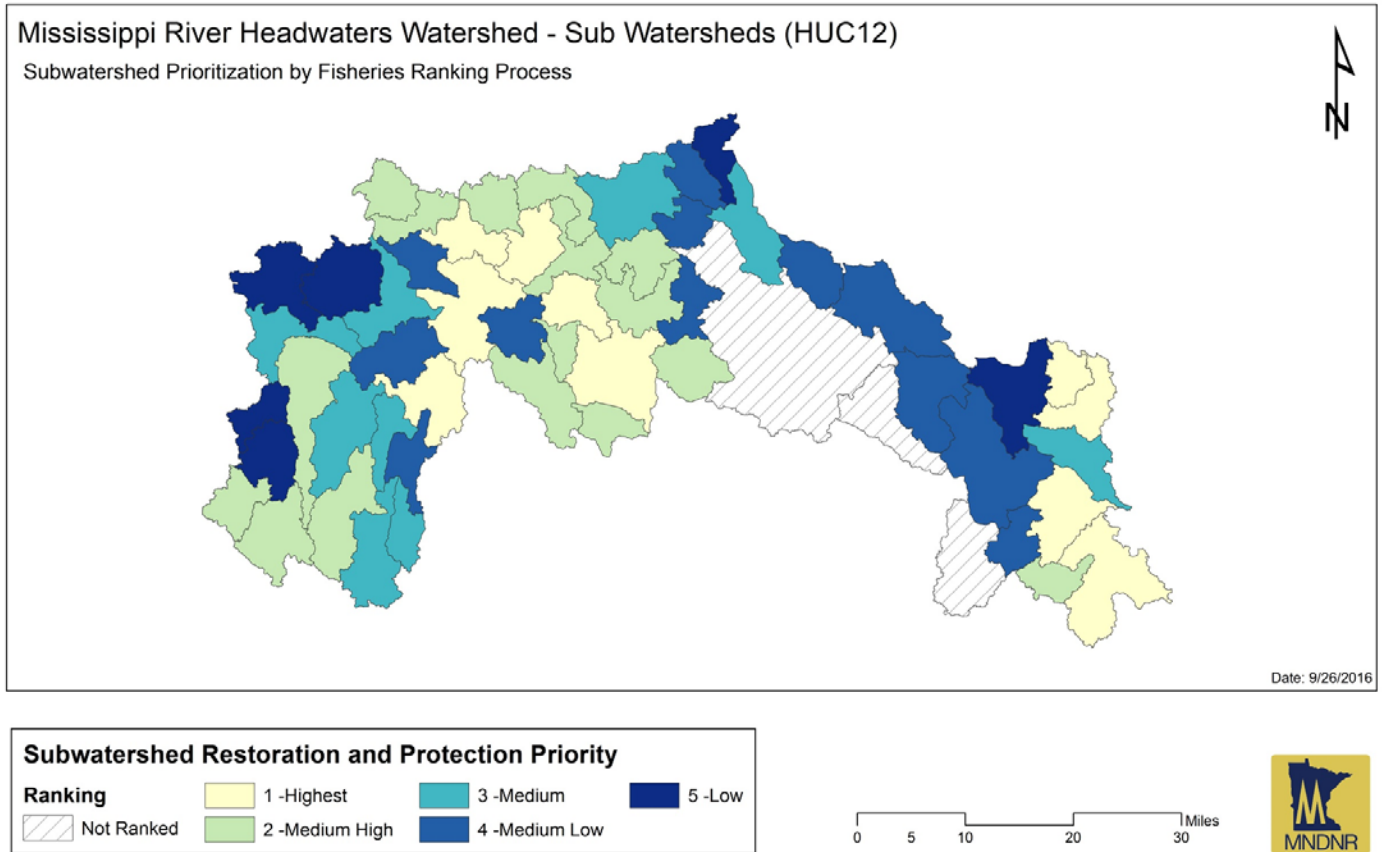 Mississippi River Headwaters Watershed - Sub Watersheds (HUC12)
Subwatershed Prioritization by Fisheries Ranking Process
N
Date: 9/26/2016
Subwatershed Restoration and Protection Priority
Ranking
1 -Highest
3 -Medium
5 -Low
Not Ranked
2 -Medium High
4 -Medium Low
Miles
0 5 10 20 30
MNDNR